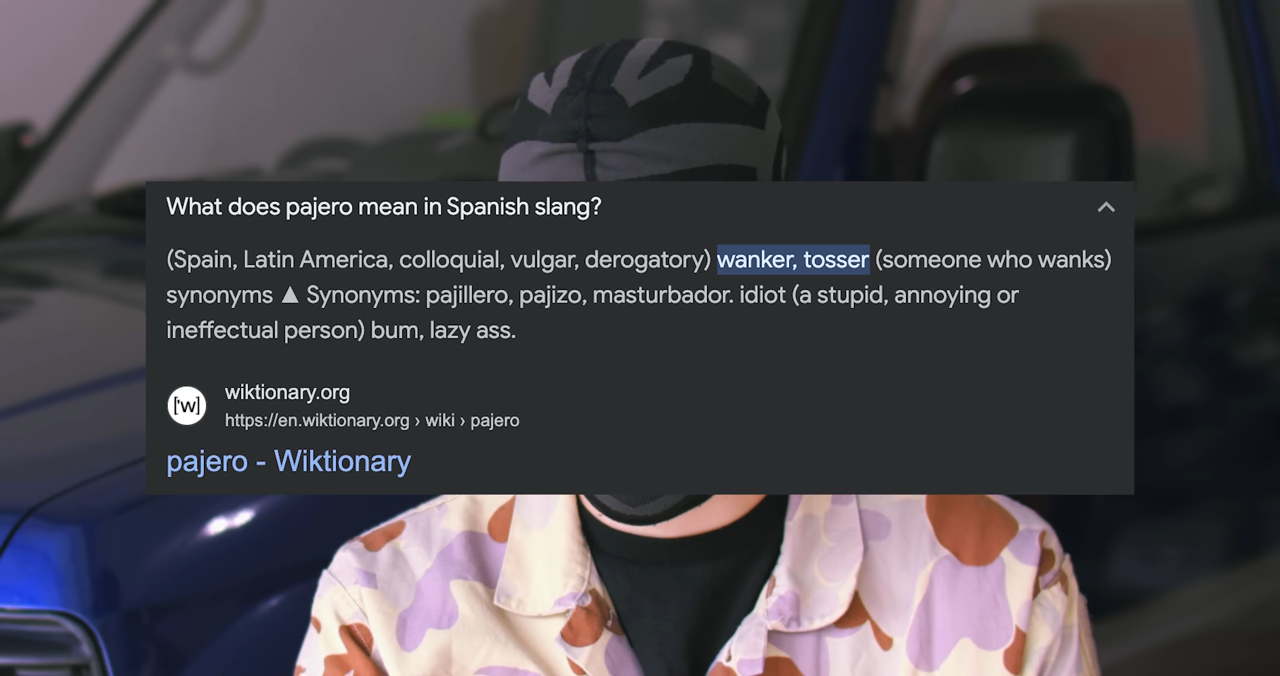 What does pajero mean in Spanish slang?
(Spain, Latin America, colloquial, vulgar, derogatory) wanker, tosser (someone who wanks)
synonyms ▲ Synonyms: pajillero, pajizo, masturbador. idiot (a stupid, annoying or
ineffectual person) bum, lazy ass.
['w]
wiktionary.org
https://en.wiktionary.org › wiki › pajero
pajero - Wiktionary